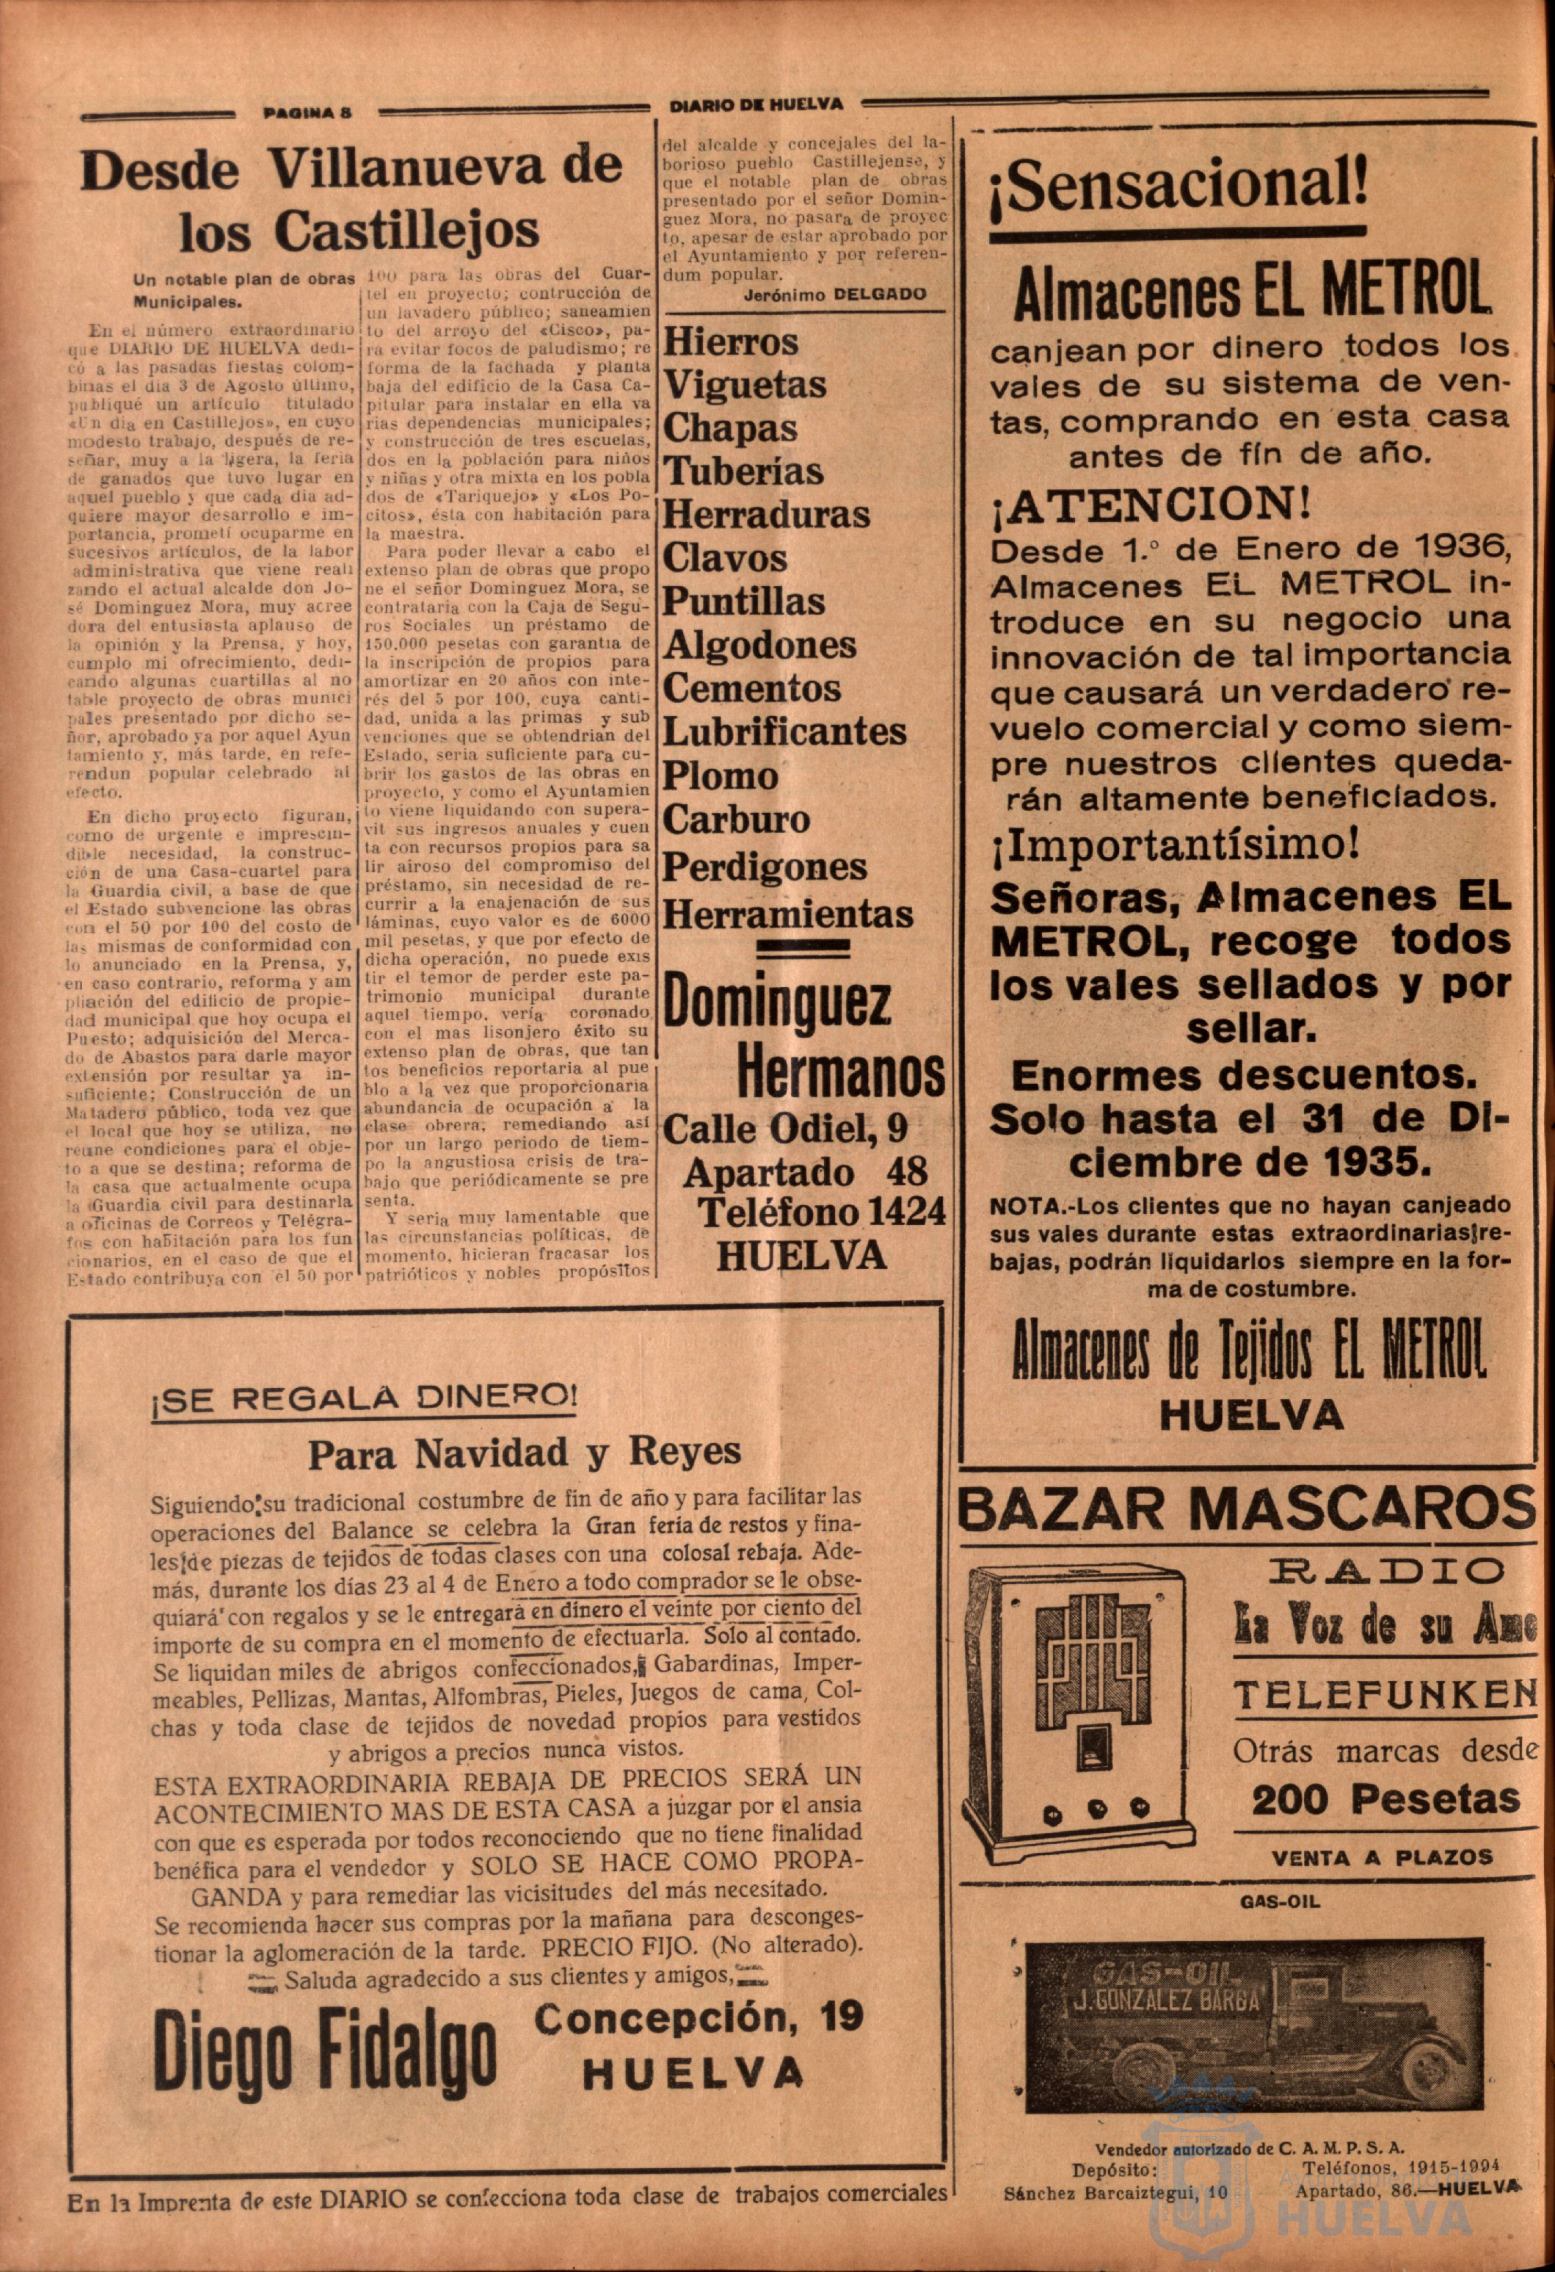 PAGINA 8
DIARIO DE HUELVA
Desde Villanueva de
los Castillejos
Un notable plan de obras
Municipales.
En el número extraordinario
que DIARIO DE HUELVA dedi-
có a las pasadas fiestas colom-
binas el dia 3 de Agosto último,
publiqué un artículo titulado
«Un dia en Castillejos», en cuyo
modesto trabajo, después de re-
señar, muy a la ligera, la feria
de ganados que tuvo lugar en
aquel pueblo y que cada dia ad-
quiere mayor desarrollo e im-
portancia, prometí ocuparme en
sucesivos artículos, de la labor
administrativa que viene reali
zando el actual alcalde don Jo-
sé Dominguez Mora, muy acree
dora del entusiasta aplauso de
la opinión y la Prensa, y hoy,
cumplo mi ofrecimiento, dedi-
cando algunas cuartillas al no
table proyecto de obras munici
pales presentado por dicho se-
ñor, aprobado ya por aquel Ayun
tamiento y, más tarde, en refe-
rendun popular celebrado al
efecto.
En dicho proyecto figuran,
como de urgente e imprescin-
dible necesidad, la construc-
ción de una Casa-cuartel para
la Guardia civil, a base de que
el Estado subvencione las obras
con el 50 por 100 del costo de
las mismas de conformidad con
lo anunciado en la Prensa, y,
en caso contrario, reforma y am
pliación del edificio de propie-
dad municipal que hoy ocupa el
Puesto; adquisición del Merca-
do de Abastos para darle mayor
extensión por resultar ya in-
suficiente; Construcción de un
Matadero público, toda vez que
el local que hoy se utiliza, no
reune condiciones para el obje-
to a que se destina; reforma de
la casa que actualmente ocupa
la Guardia civil para destinarla
a oficinas de Correos y Telégra-
fos con habitación para los fun
cionarios, en el caso de que el
Estado contribuya con el 50 por
100 para las obras del Cuar-
tel en proyecto; contrucción de
un lavadero público; saneamien
to del arroyo del «Cisco», pa-
ra evitar focos de paludismo; re
forma de la fachada y planta
baja del edificio de la Casa Ca-
pitular para instalar en ella va
rias dependencias municipales;
y construcción de tres escuelas,
dos en la población para niños
y niñas y otra mixta en los pobla
dos de «Tariquejo» y «Los Po-
citos», ésta con habitación para
la maestra.
Para poder llevar a cabo el
extenso plan de obras que propo
ne el señor Dominguez Mora, se
contrataria con la Caja de Segu-
ros Sociales un préstamo de
150.000 pesetas con garantia de
la inscripción de propios para
amortizar en 20 años con inte-
rés del 5 por 100, cuya canti-
dad, unida a las primas y sub
venciones que se obtendrian del
Estado, seria suficiente para cu-
brir los gastos de las obras en
proyecto, y como el Ayuntamien
to viene liquidando con supera-
vit sus ingresos anuales y cuen
ta con recursos propios para sa
lir airoso del compromiso del
préstamo, sin necesidad de re-
currir a la enajenación de sus
láminas, cuyo valor es de 6000
mil pesetas, y que por efecto de
dicha operación, no puede exis
tir el temor de perder este pa-
trimonio municipal durante
aquel tiempo, vería coronado
con el mas lisonjero éxito su
extenso plan de obras, que tan
tos beneficios reportaria al pue
blo a la vez que proporcionaria
abundancia de ocupación a la
clase obrera, remediando así
por un largo periodo de tiem-
po la angustiosa crisis de tra-
bajo que periódicamente se pre
senta.
Y seria muy lamentable que
las circunstancias políticas, de
momento, hicieran fracasar los
patrióticos y nobles propósitos
del alcalde y concejales del la-
borioso pueblo Castillejense, y
que el notable plan de obras
presentado por el señor Domin-
guez Mora, no pasara de proyec
to, apesar de estar aprobado por
el Ayuntamiento y por referen-
dum popular.
Jerónimo DELGADO
Hierros
Viguetas
Chapas
Tuberías
Herraduras
Clavos
Puntillas
Algodones
Cementos
Lubrificantes
Plomo
Carburo
Perdigones
Herramientas
Dominguez
Hermanos
Calle Odiel, 9
Apartado 48
Teléfono 1424
HUELVA
¡Sensacional!
Almacenes EL METROL
canjean por dinero todos los
vales de su sistema de ven-
tas, comprando en esta casa
antes de fín de año.
¡ATENCION!
Desde 1.º de Enero de 1936,
Almacenes EL METROL in-
troduce en su negocio una
innovación de tal importancia
que causará un verdadero re-
vuelo comercial y como siem-
pre nuestros clientes queda-
rán altamente beneficiados.
¡Importantísimo!
Señoras, Almacenes EL
METROL, recoge todos
los vales sellados y por
sellar.
Enormes descuentos.
Solo hasta el 31 de Di-
ciembre de 1935.
NOTA.-Los clientes que no hayan canjeado
sus vales durante estas extraordinarias re-
bajas, podrán liquidarlos siempre en la for-
ma de costumbre.
Almacenes de Tejidos EL METROL
HUELVA
¡SE REGALA DINERO!
Para Navidad y Reyes
Siguiendo su tradicional costumbre de fin de año y para facilitar las
operaciones del Balance se celebra la Gran feria de restos y fina-
les de piezas de tejidos de todas clases con una colosal rebaja. Ade-
más, durante los días 23 al 4 de Enero a todo comprador se le obse-
quiará con regalos y se le entregará en dinero el veinte por ciento del
importe de su compra en el momento de efectuarla. Solo al contado.
Se liquidan miles de abrigos confeccionados, Gabardinas, Imper-
meables, Pellizas, Mantas, Alfombras, Pieles, Juegos de cama, Col-
chas y toda clase de tejidos de novedad propios para vestidos
y abrigos a precios nunca vistos.
ESTA EXTRAORDINARIA REBAJA DE PRECIOS SERÁ UN
ACONTECIMIENTO MAS DE ESTA CASA a juzgar por el ansia
con que es esperada por todos reconociendo que no tiene finalidad
benéfica para el vendedor y SOLO SE HACE COMO PROPA-
GANDA y para remediar las vicisitudes del más necesitado.
Se recomienda hacer sus compras por la mañana para desconges-
tionar la aglomeración de la tarde. PRECIO FIJO. (No alterado).
Saluda agradecido a sus clientes y amigos,
Diego Fidalgo
Concepción, 19
HUELVA
En la Imprenta de este DIARIO se confecciona toda clase de trabajos comerciales
BAZAR MASCAROS
RADIO
La Voz de su Amo
TELEFUNKEN
Otras marcas desde
200 Pesetas
VENTA A PLAZOS
GAS-OIL
GAS-OIL
J. GONZALEZ BARBA
Vendedor autorizado de C. A. M. P. S. A.
Depósito:
Sánchez Barcaiztegui, 10
Teléfonos, 1915-1994
Apartado, 86.—HUELVA
HUELVA